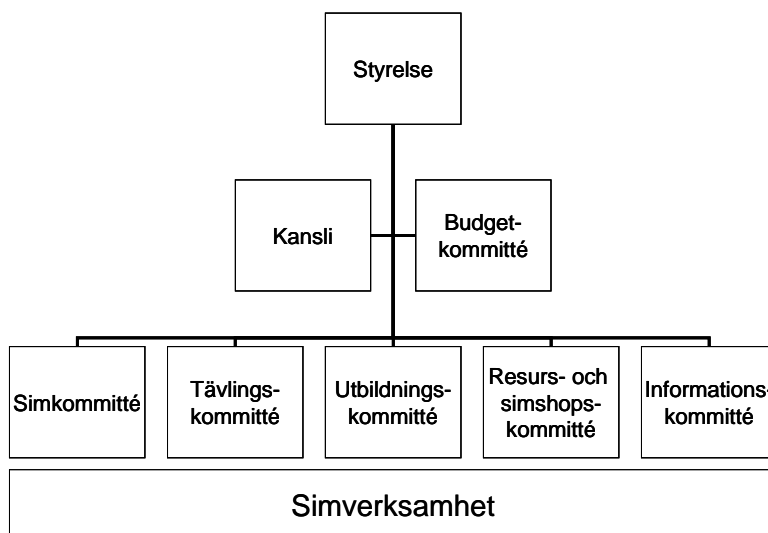 Styrelse
Kansli
Budget-
kommitté
Simkommitté
Tävlings-
kommitté
Utbildnings-
kommitté
Resurs- och
simshops-
kommitté
Informations-
kommitté
Simverksamhet